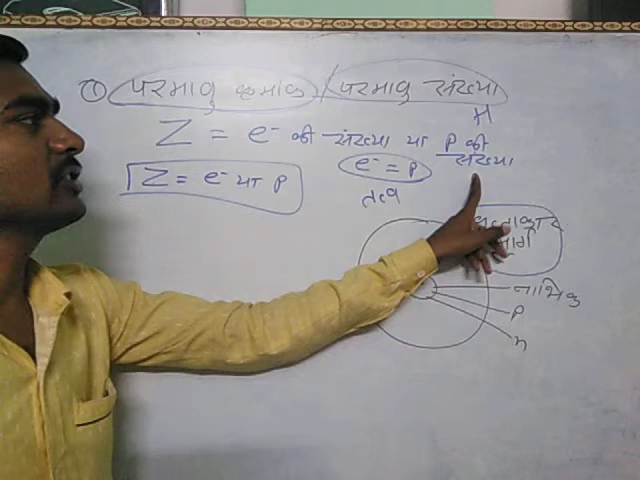 ① परमाणु क्रमांक / परमाणु संख्या
Z = e⁻ की संख्या या P की संख्या
Z = e⁻ या P
e⁻ = P
तत्व
भाग
नाभिक
P
n